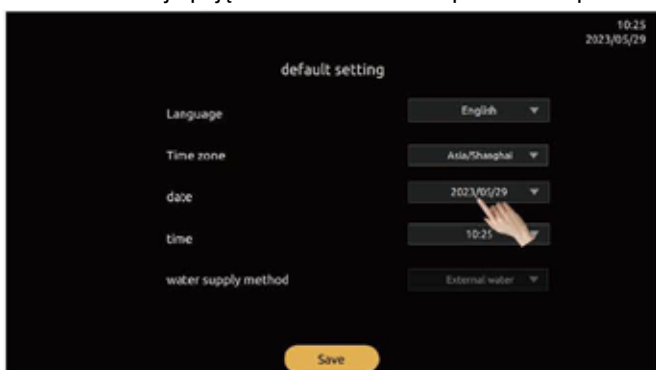 10:25
2023/05/29
default setting
Language English
Time zone Asia/Shanghai
date 2023/05/29
time 10:25
water supply method External water
Save